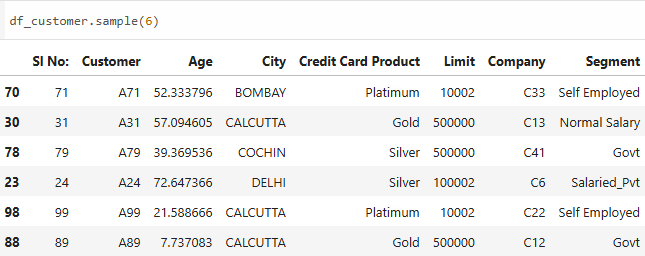 df_customer.sample(6)
Sl No: Customer Age City Credit Card Product Limit Company Segment
70 71 A71 52.333796 BOMBAY Platimum 10002 C33 Self Employed
30 31 A31 57.094605 CALCUTTA Gold 500000 C13 Normal Salary
78 79 A79 39.369536 COCHIN Silver 500000 C41 Govt
23 24 A24 72.647366 DELHI Silver 100002 C6 Salaried_Pvt
98 99 A99 21.588666 CALCUTTA Platimum 10002 C22 Self Employed
88 89 A89 7.737083 CALCUTTA Gold 500000 C12 Govt